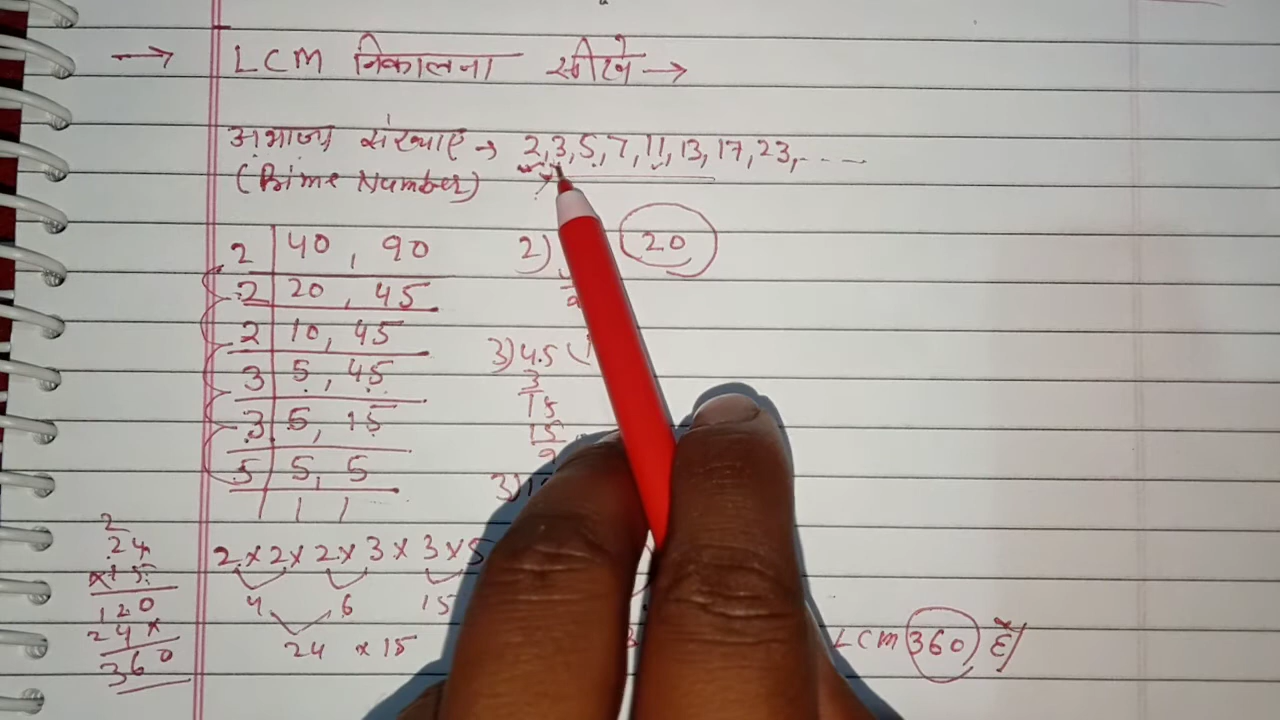 → LCM निकालना सीखे →
अभाज्य संख्याएं → 2,3,5,7,11,13,17,23,....
(Prime Number)
2 | 40 , 90
2 | 20 , 45
2 | 10, 45
3 | 5, 45
3 | 5, 15
5 | 5, 5
1 1
2)
20
3) 45 (1
3
15
15
3)
2 × 2 × 2 × 3 × 3 × 5
4 6 15
24 × 15
2
24
×15
120
24×
360
LCM 360 है/